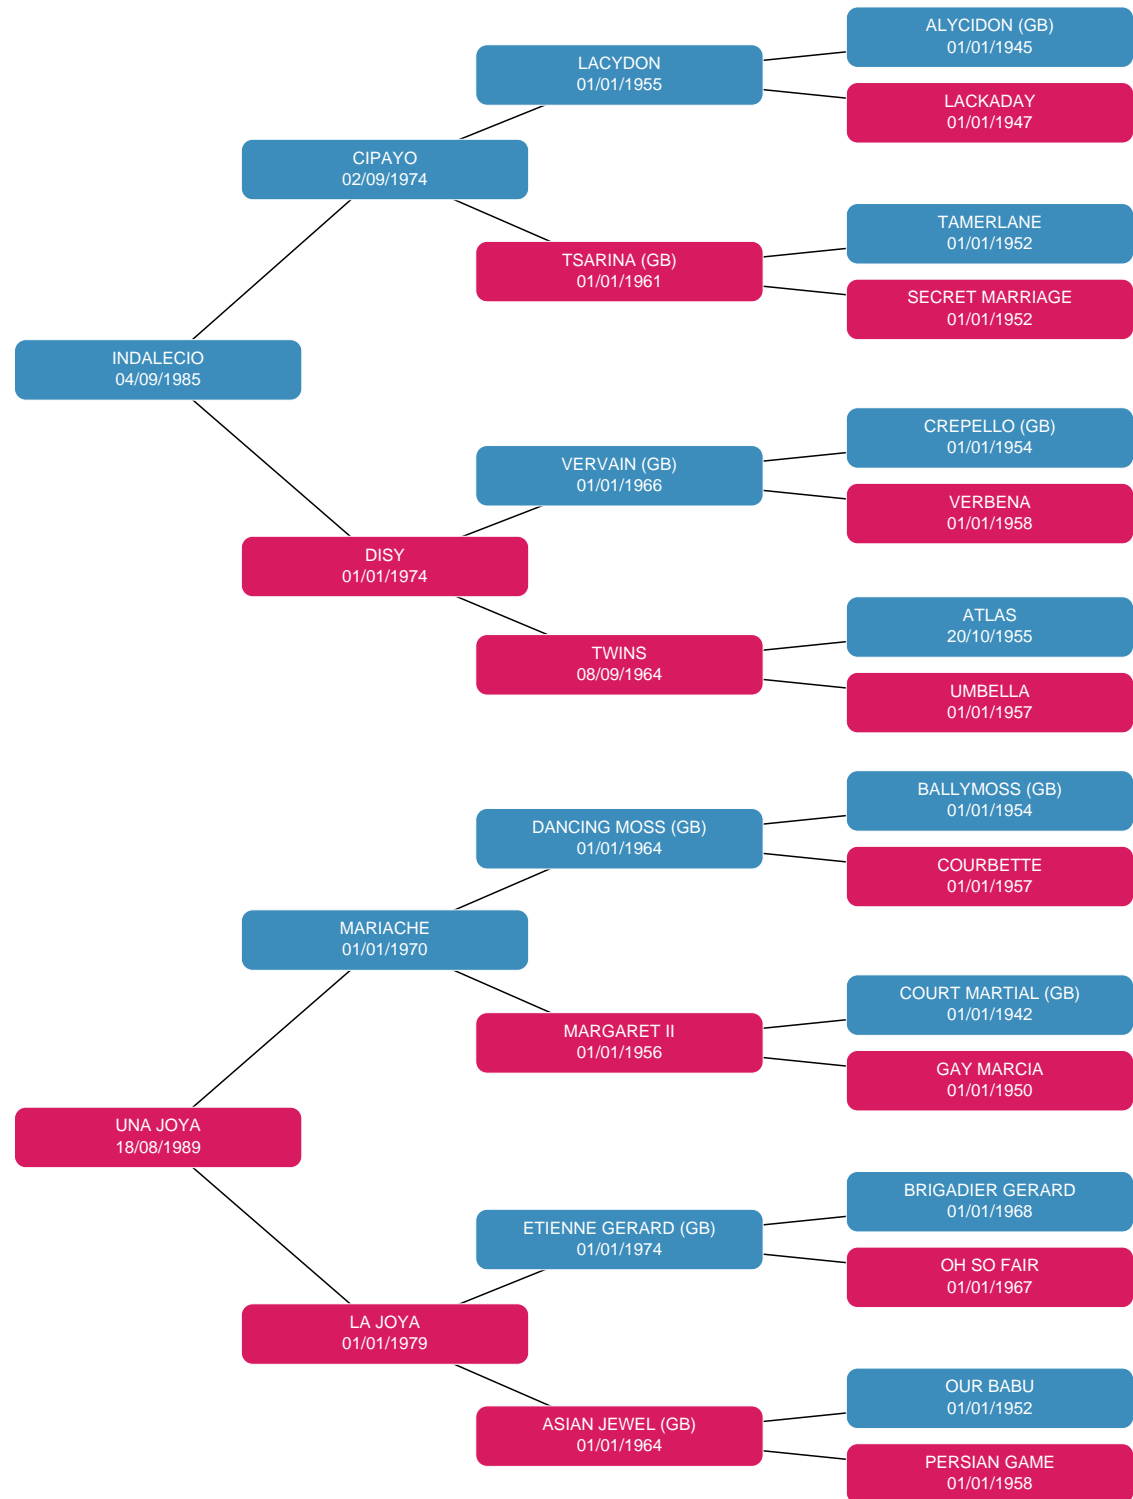 ALYCIDON (GB)
01/01/1945
LACYDON
01/01/1955
LACKADAY
01/01/1947
CIPAYO
02/09/1974
TAMERLANE
01/01/1952
TSARINA (GB)
01/01/1961
SECRET MARRIAGE
01/01/1952
INDALECIO
04/09/1985
CREPELLO (GB)
01/01/1954
VERVAIN (GB)
01/01/1966
VERBENA
01/01/1958
DISY
01/01/1974
ATLAS
20/10/1955
TWINS
08/09/1964
UMBELLA
01/01/1957
BALLYMOSS (GB)
01/01/1954
DANCING MOSS (GB)
01/01/1964
COURBETTE
01/01/1957
MARIACHE
01/01/1970
COURT MARTIAL (GB)
01/01/1942
MARGARET II
01/01/1956
GAY MARCIA
01/01/1950
UNA JOYA
18/08/1989
BRIGADIER GERARD
01/01/1968
ETIENNE GERARD (GB)
01/01/1974
OH SO FAIR
01/01/1967
LA JOYA
01/01/1979
OUR BABU
01/01/1952
ASIAN JEWEL (GB)
01/01/1964
PERSIAN GAME
01/01/1958